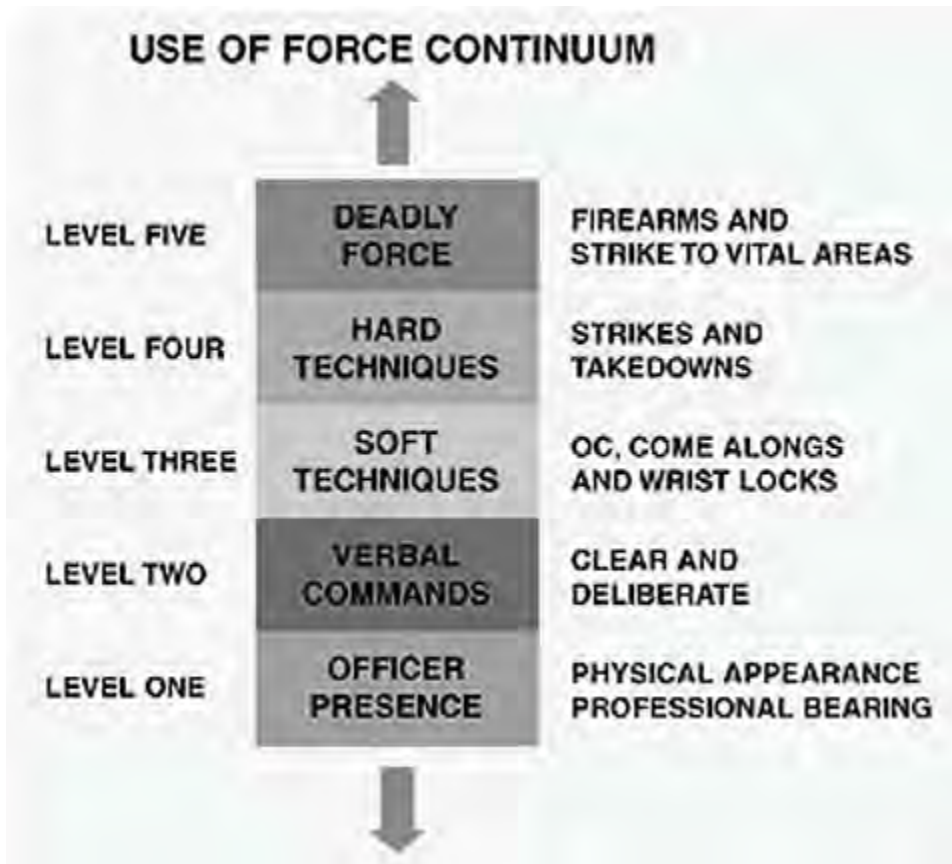 USE OF FORCE CONTINUUM
LEVEL FIVE
DEADLY
FORCE
FIREARMS AND
STRIKE TO VITAL AREAS
LEVEL FOUR
HARD
TECHNIQUES
STRIKES AND
TAKEDOWNS
LEVEL THREE
SOFT
TECHNIQUES
OC, COME ALONGS
AND WRIST LOCKS
LEVEL TWO
VERBAL
COMMANDS
CLEAR AND
DELIBERATE
LEVEL ONE
OFFICER
PRESENCE
PHYSICAL APPEARANCE
PROFESSIONAL BEARING